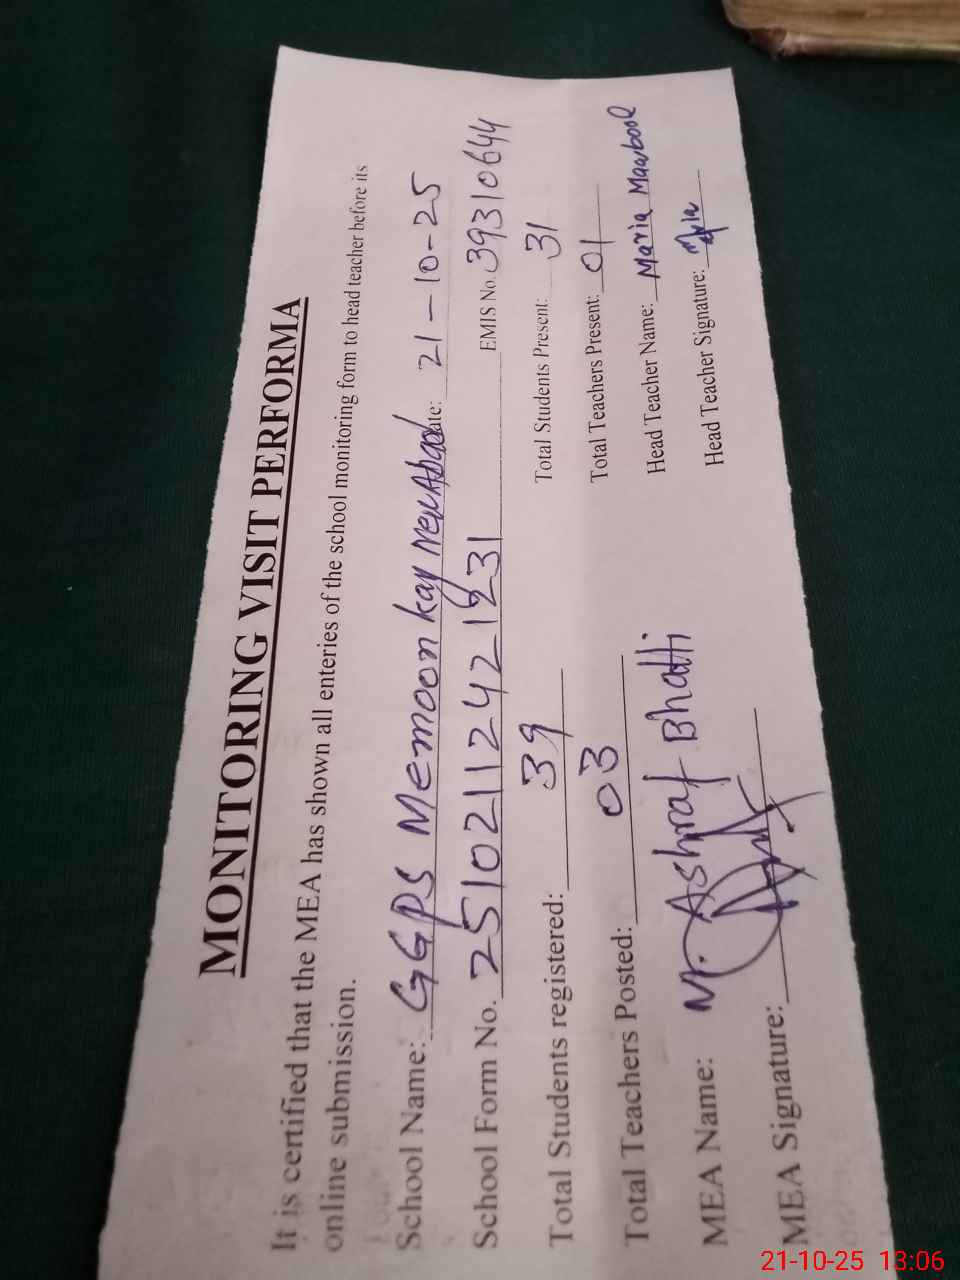 MONITORING VISIT PERFORMA
It is certified that the MEA has shown all enteries of the school monitoring form to head teacher before its
online submission.
School Name: GGPS Memoon kay New Abad Date: 21-10-25
School Form No. 25102112421231 EMIS No. 39310644
Total Students registered: 39 Total Students Present: 31
Total Teachers Posted: 03 Total Teachers Present: 01
MEA Name: Mr. Ashraf Bhatti Head Teacher Name: Maria Maqbool
MEA Signature: Head Teacher Signature:
21-10-25 13:06